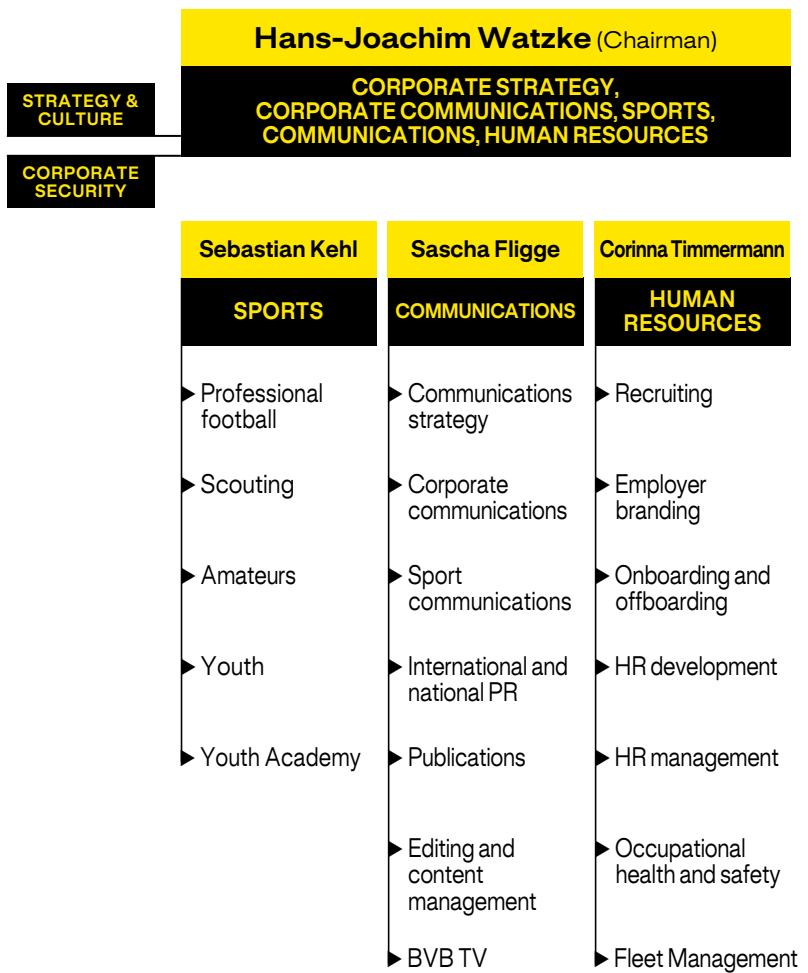 Hans-Joachim Watzke (Chairman)
CORPORATE STRATEGY,
CORPORATE COMMUNICATIONS, SPORTS,
COMMUNICATIONS, HUMAN RESOURCES
STRATEGY &
CULTURE
CORPORATE
SECURITY
Sebastian Kehl
SPORTS
Professional
football
Scouting
Amateurs
Youth
Youth Academy
Sascha Fligge
COMMUNICATIONS
Communications
strategy
Corporate
communications
Sport
communications
International and
national PR
Publications
Editing and
content
management
BVB TV
Corinna Timmermann
HUMAN
RESOURCES
Recruiting
Employer
branding
Onboarding and
offboarding
HR development
HR management
Occupational
health and safety
Fleet Management